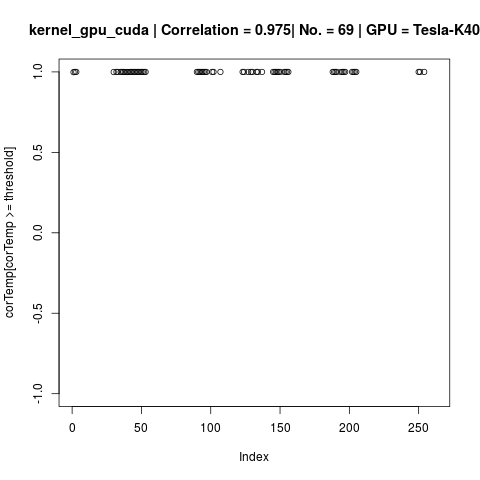 kernel_gpu_cuda | Correlation = 0.975| No. = 69 | GPU = Tesla-K40
corTemp[corTemp >= threshold]
1.0
0.5
0.0
-0.5
-1.0
0 50 100 150 200 250
Index